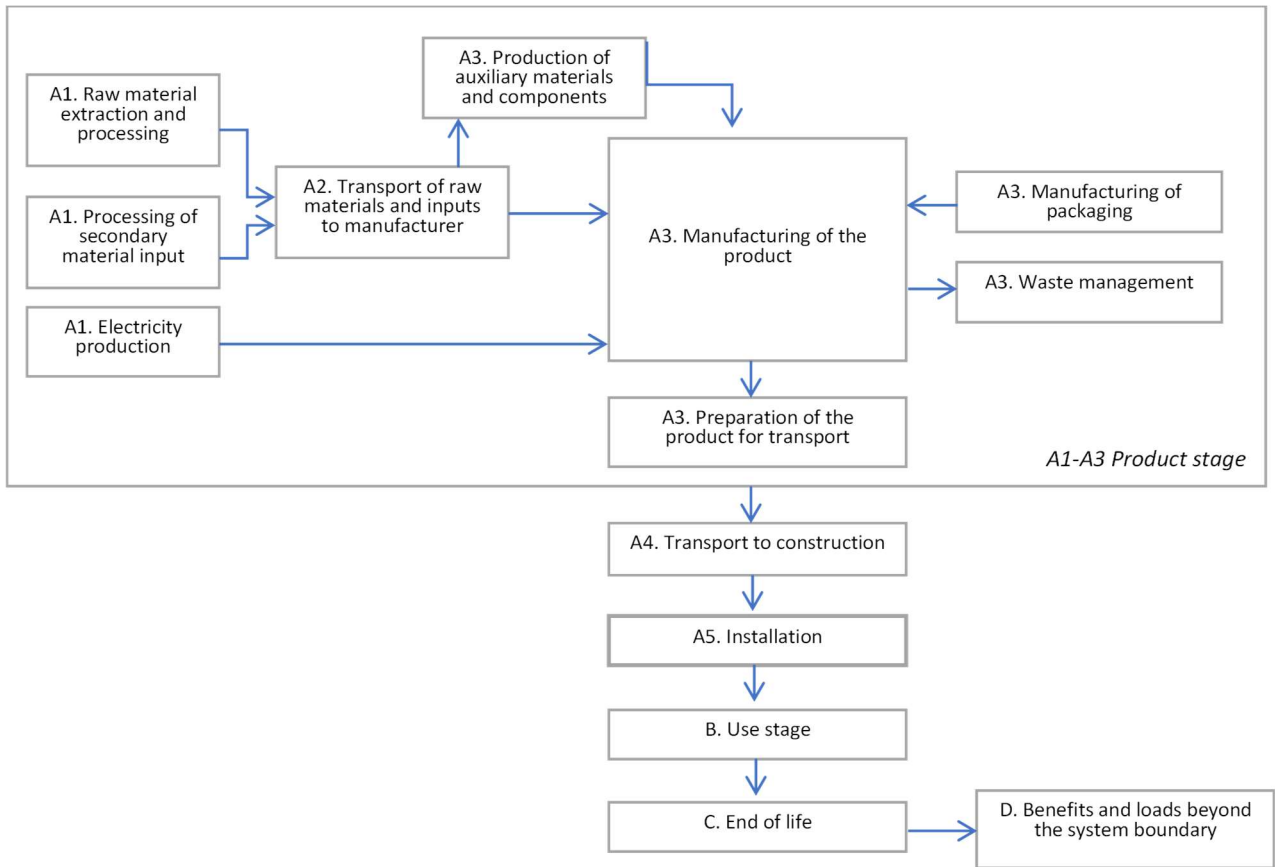 A3. Production of
auxiliary materials
and components
A1. Raw material
extraction and
processing
A2. Transport of raw
materials and inputs
to manufacturer
A3. Manufacturing of
packaging
A1. Processing of
secondary
material input
A3. Manufacturing of the
product
A3. Waste management
A1. Electricity
production
A3. Preparation of the
product for transport
A1-A3 Product stage
A4. Transport to construction
A5. Installation
B. Use stage
C. End of life
D. Benefits and loads beyond
the system boundary